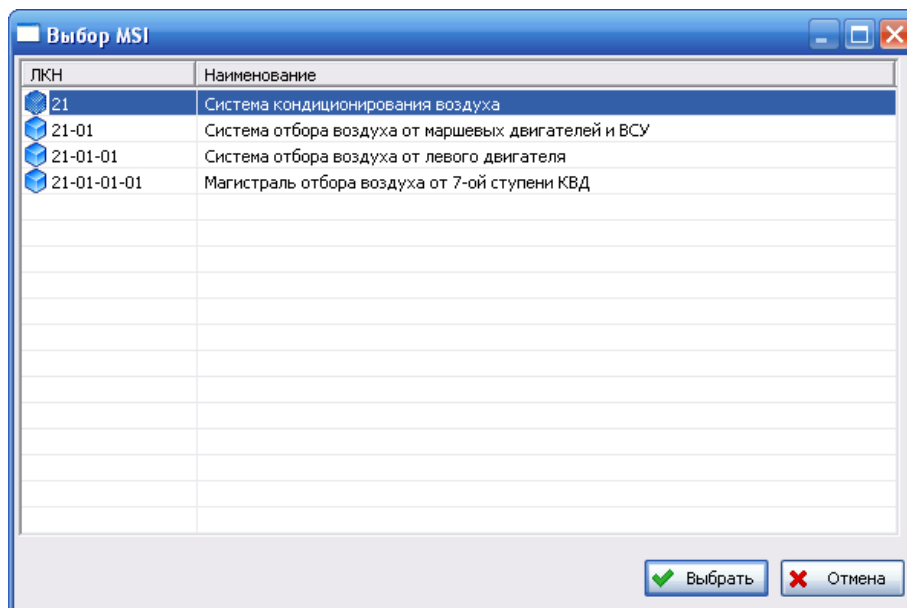 Выбор MSI
ЛКН Наименование
21 Система кондиционирования воздуха
21-01 Система отбора воздуха от маршевых двигателей и ВСУ
21-01-01 Система отбора воздуха от левого двигателя
21-01-01-01 Магистраль отбора воздуха от 7-ой ступени КВД
Выбрать Отмена